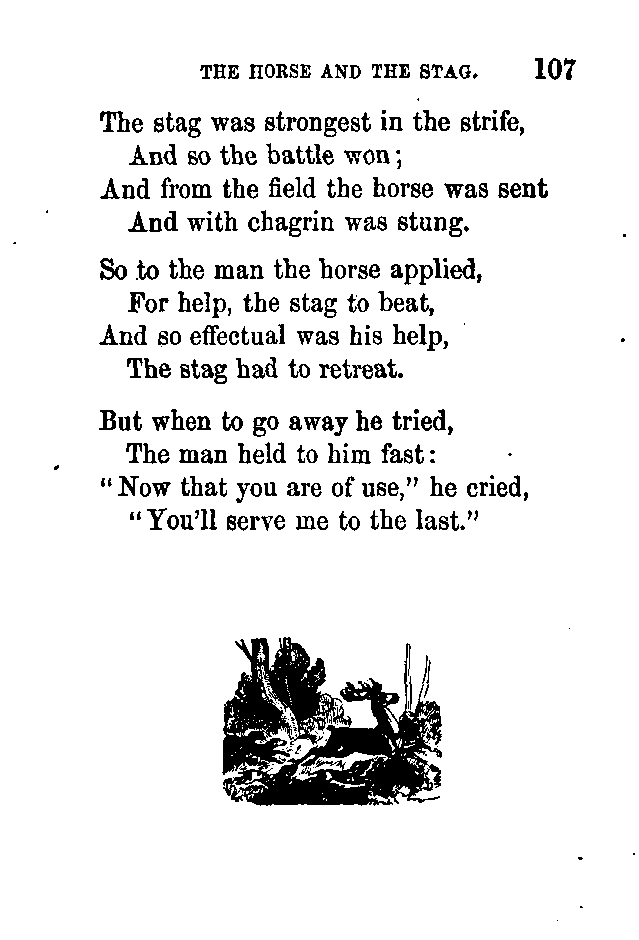 THE HORSE AND THE STAG. 107
The stag was strongest in the strife,
And so the battle won;
And from the field the horse was sent
And with chagrin was stung.
So to the man the horse applied,
For help, the stag to beat,
And so effectual was his help,
The stag had to retreat.
But when to go away he tried,
The man held to him fast:
"Now that you are of use," he cried,
"You'll serve me to the last."